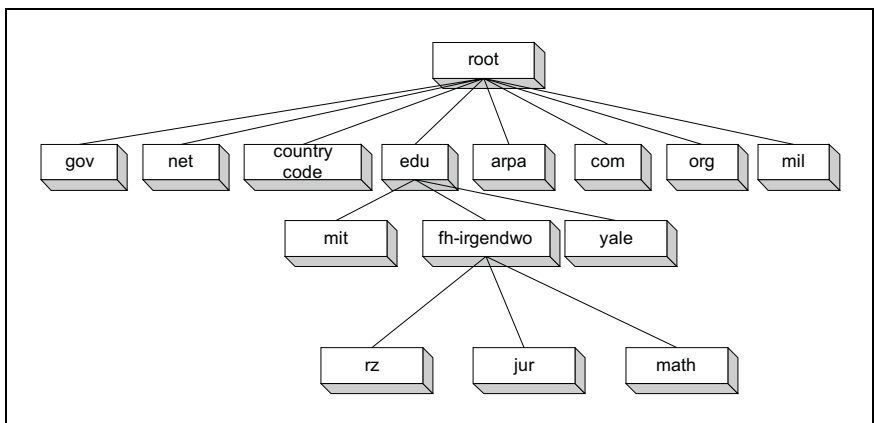 root
gov
net
country
code
edu
arpa
com
org
mil
mit
fh-irgendwo
yale
rz
jur
math